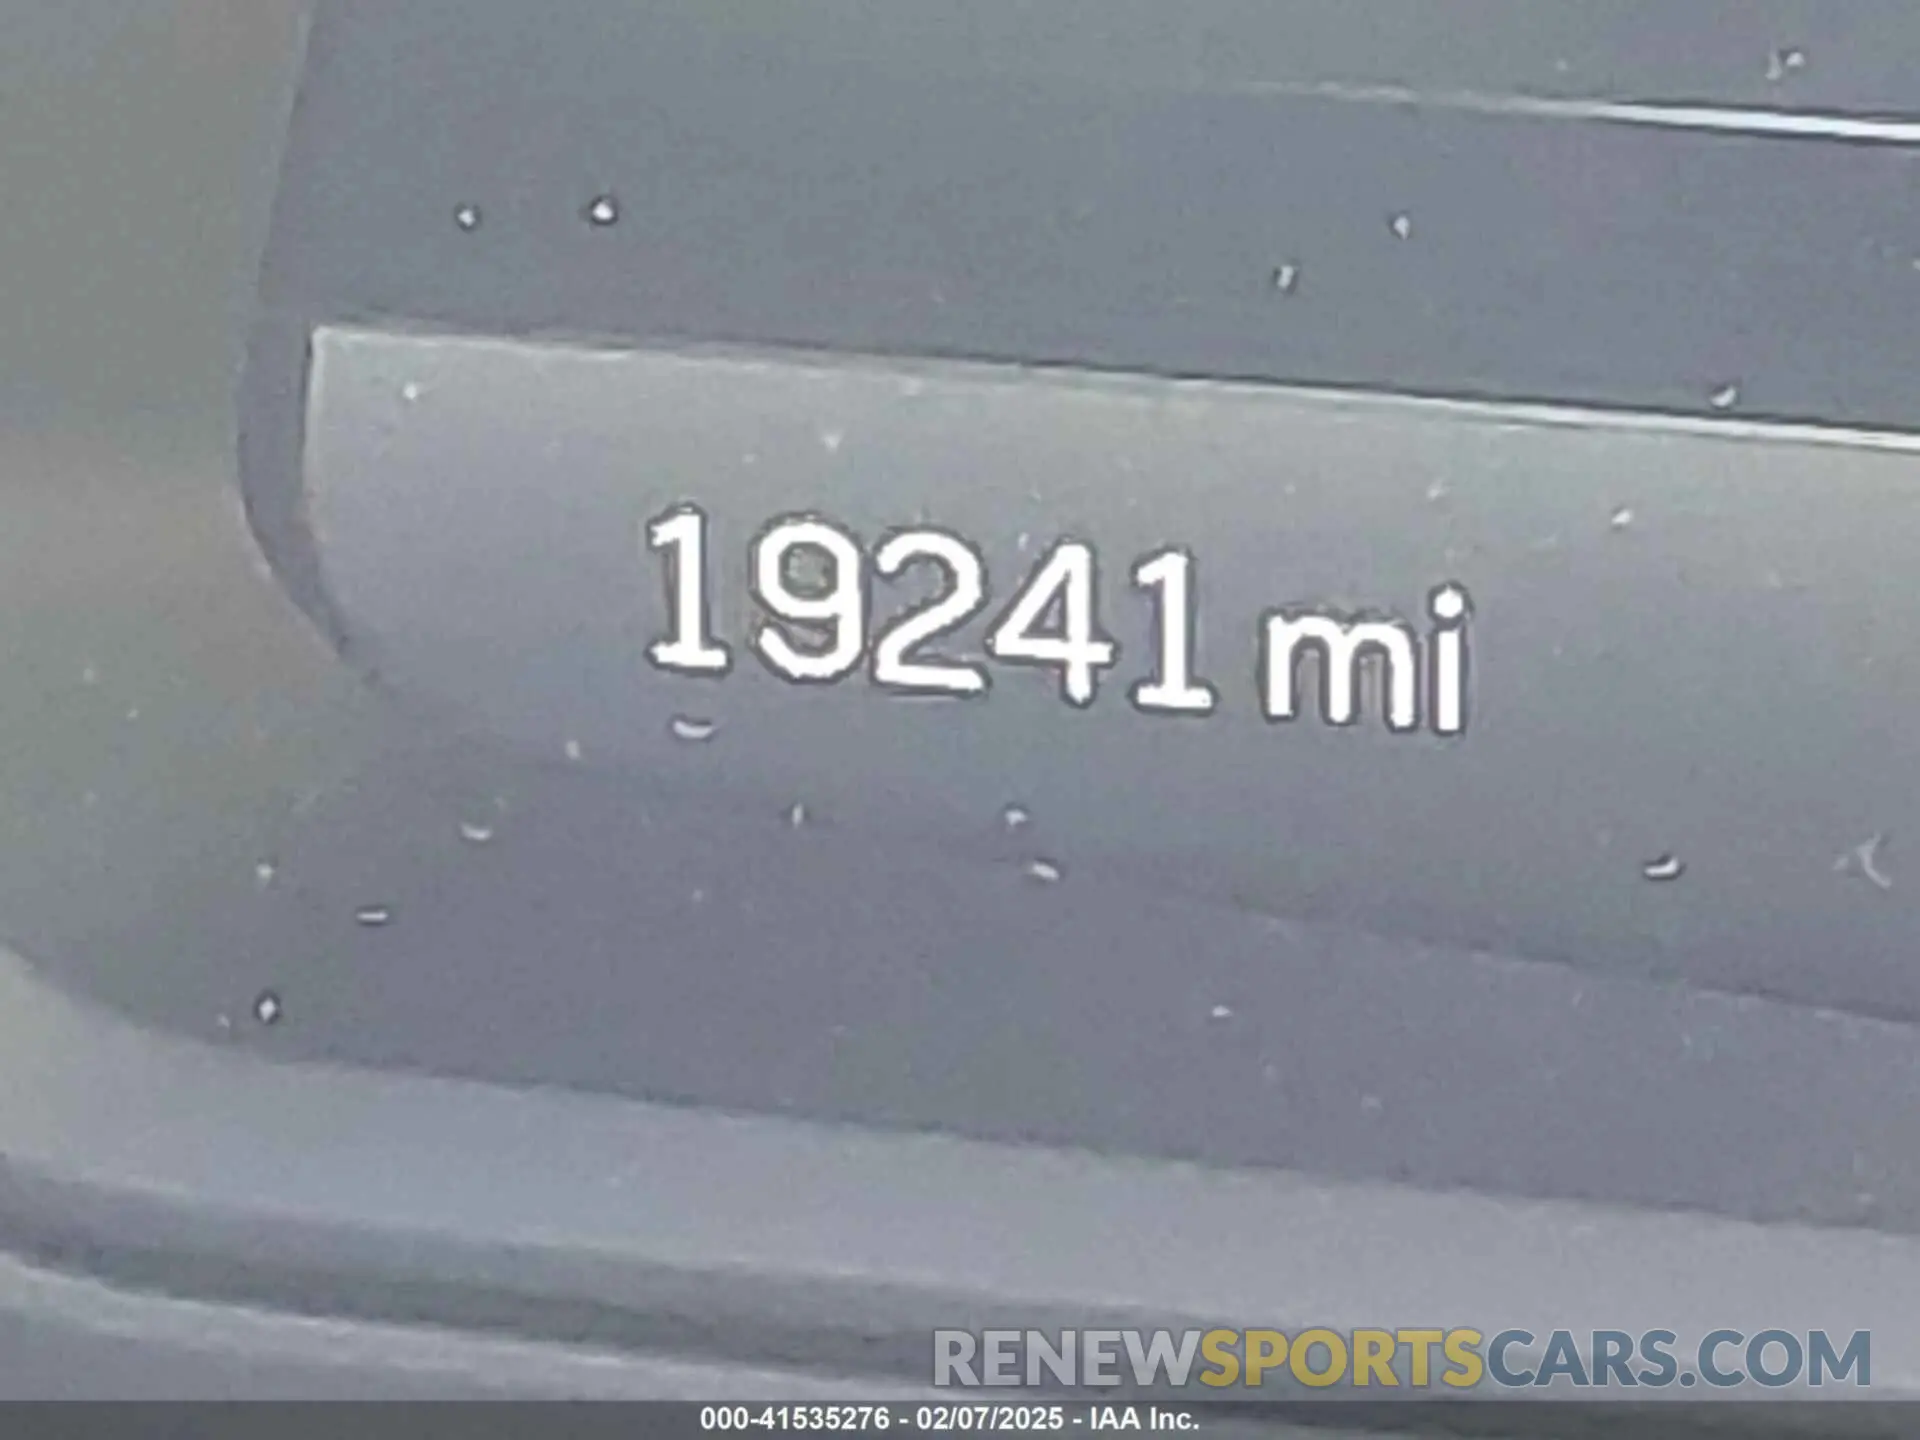 19241 mi
RENEWSPORTSCARS.COM
000-41535276 - 02/07/2025 - IAA Inc.